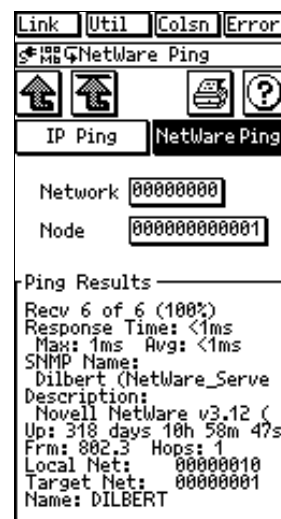 Link Util Colsn Error
NetWare Ping
IP Ping NetWare Ping
Network 00000000
Node 000000000001
Ping Results
Recv 6 of 6 (100%)
Response Time: <1ms
Max: 1ms Avg: <1ms
SNMP Name:
Dilbert (NetWare_Serve
Description:
Novell NetWare v3.12 (
Up: 318 days 10h 58m 47s
Frm: 802.3 Hops: 1
Local Net: 00000010
Target Net: 00000001
Name: DILBERT